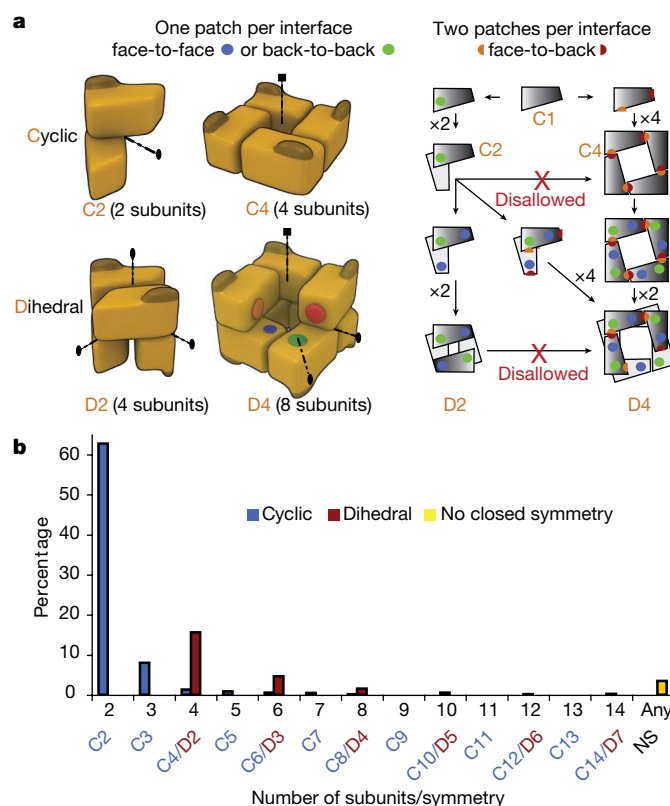 a
One patch per interface
face-to-face or back-to-back
Two patches per interface
face-to-back
Cyclic
C2 (2 subunits)
C4 (4 subunits)
Dihedral
D2 (4 subunits)
D4 (8 subunits)
C1
×2
×4
C2
C4
Disallowed
×2
×4
×2
Disallowed
D2
D4
b
Percentage
60
50
40
30
20
10
0
Cyclic
Dihedral
No closed symmetry
2 3 4 5 6 7 8 9 10 11 12 13 14 Any
C2 C3 C4/D2 C5 C6/D3 C7 C8/D4 C9 C10/D5 C11 C12/D6 C13 C14/D7 NS
Number of subunits/symmetry